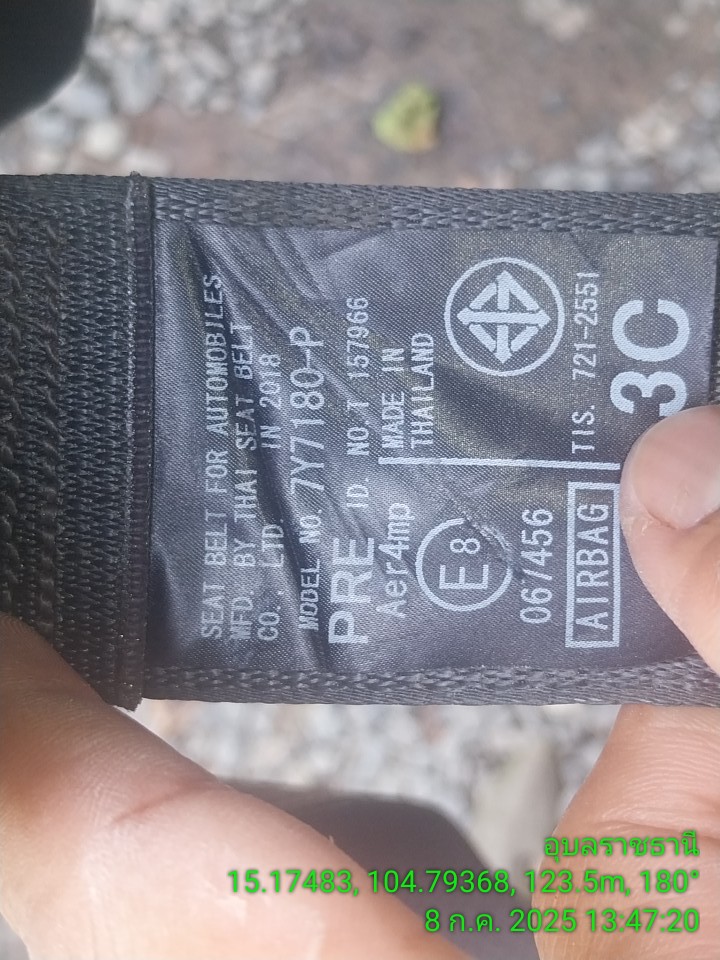 SEAT BELT FOR AUTOMOBILES
MFD. BY THAI SEAT BELT
CO., LTD. IN 2018
MODEL NO. 7Y7180-P
PRE ID. NO.T 157966
Aer4mp
MADE IN
THAILAND
E8
06/456
AIRBAG
TIS. 721-2551
3C
อุบลราชธานี
15.17483, 104.79368, 123.5m, 180°
8 ก.ค. 2025 13:47:20